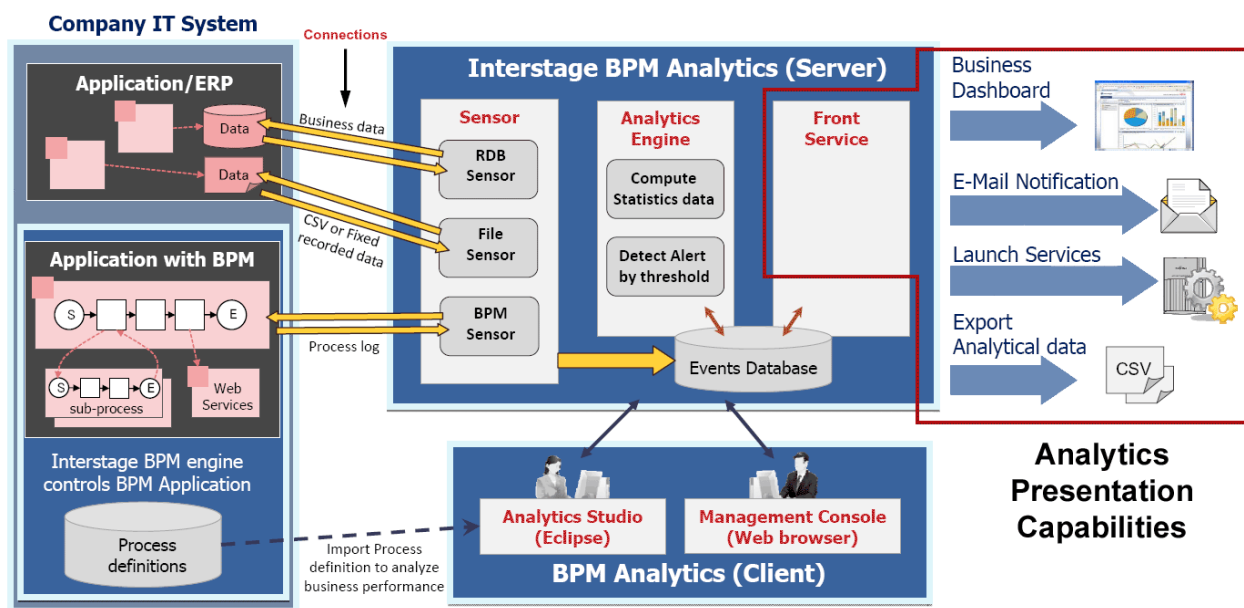 Company IT System
Application/ERP
Data
Data
Application with BPM
S
E
S
E
sub-process
Web
Services
Interstage BPM engine
controls BPM Application
Process
definitions
Connections
Business data
CSV or Fixed
recorded data
Process log
Import Process
definition to analyze
business performance
Interstage BPM Analytics (Server)
Sensor
RDB
Sensor
File
Sensor
BPM
Sensor
Analytics
Engine
Compute
Statistics data
Detect Alert
by threshold
Front
Service
Events Database
Analytics Studio
(Eclipse)
Management Console
(Web browser)
BPM Analytics (Client)
Business
Dashboard
E-Mail Notification
Launch Services
Export
Analytical data
CSV
Analytics
Presentation
Capabilities